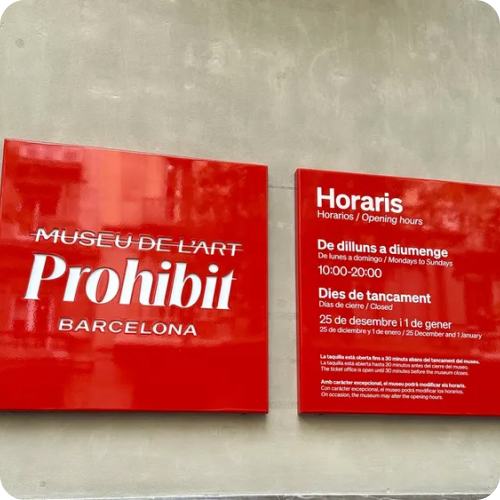 MUSEU DE L'ART
Prohibit
BARCELONA
Horaris
Horarios / Opening hours
De dilluns a diumenge
De lunes a domingo / Mondays to Sundays
10:00-20:00
Dies de tancament
Días de cierre / Closed
25 de desembre i 1 de gener
25 de diciembre y 1 de enero / 25 December and 1 January
La taquilla està oberta fins a 30 minuts abans del tancament del museu.
La taquilla está abierta hasta 30 minutos antes del cierre del museo.
The ticket office is open until 30 minutes before the museum closes.
Amb caràcter excepcional, el museu podrà modificar els horaris.
Con carácter excepcional, el museo podrá modificar los horarios.
On occasion, the museum may alter the opening hours.